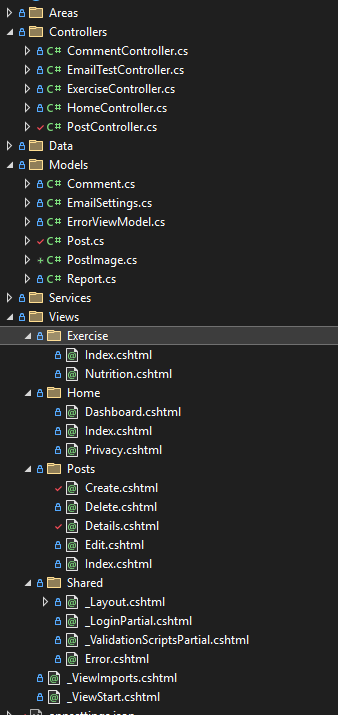 Areas
Controllers
C# CommentController.cs
C# EmailTestController.cs
C# ExerciseController.cs
C# HomeController.cs
C# PostController.cs
Data
Models
C# Comment.cs
C# EmailSettings.cs
C# ErrorViewModel.cs
C# Post.cs
+ C# PostImage.cs
C# Report.cs
Services
Views
Exercise
@ Index.cshtml
@ Nutrition.cshtml
Home
@ Dashboard.cshtml
@ Index.cshtml
@ Privacy.cshtml
Posts
@ Create.cshtml
@ Delete.cshtml
@ Details.cshtml
@ Edit.cshtml
@ Index.cshtml
Shared
@ _Layout.cshtml
@ _LoginPartial.cshtml
@ _ValidationScriptsPartial.cshtml
@ Error.cshtml
@ _ViewImports.cshtml
@ _ViewStart.cshtml